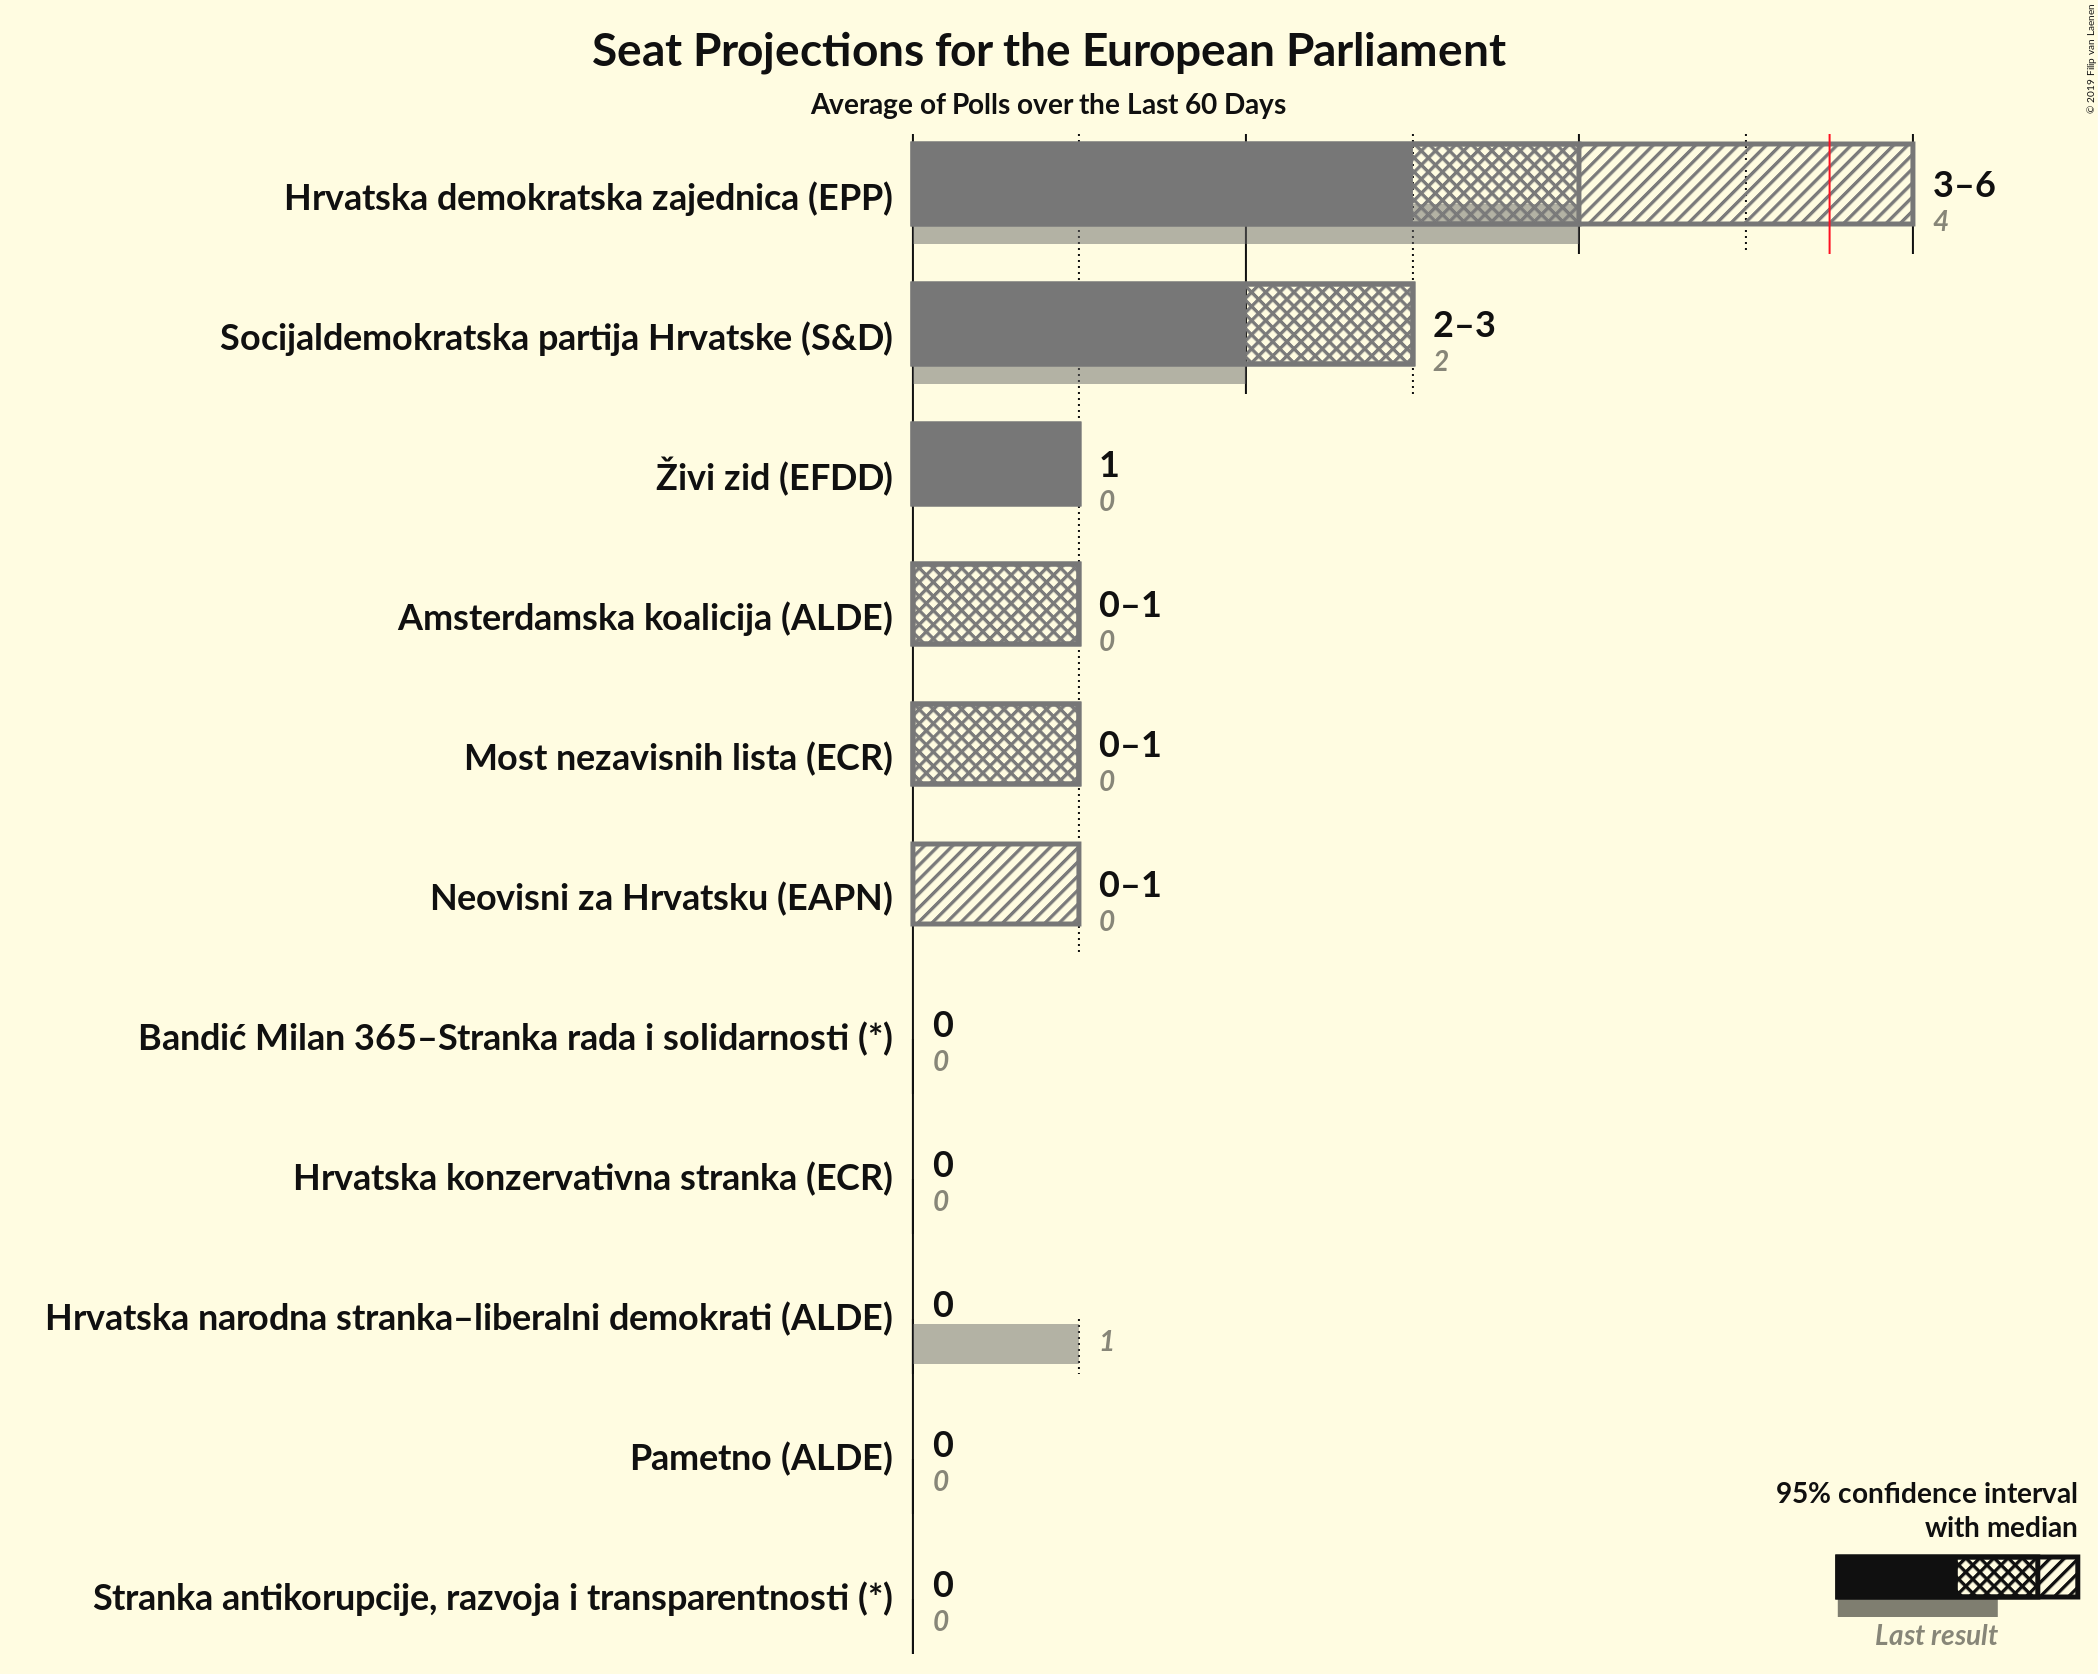 Seat Projections for the European Parliament
Average of Polls over the Last 60 Days
© 2019 Filip van Laenen
Hrvatska demokratska zajednica (EPP)
3–6
4
Socijaldemokratska partija Hrvatske (S&D)
2–3
2
Živi zid (EFDD)
1
0
Amsterdamska koalicija (ALDE)
0–1
0
Most nezavisnih lista (ECR)
0–1
0
Neovisni za Hrvatsku (EAPN)
0–1
0
Bandić Milan 365–Stranka rada i solidarnosti (*)
0
0
Hrvatska konzervativna stranka (ECR)
0
0
Hrvatska narodna stranka–liberalni demokrati (ALDE)
0
1
Pametno (ALDE)
0
0
Stranka antikorupcije, razvoja i transparentnosti (*)
0
0
95% confidence interval
with median
Last result